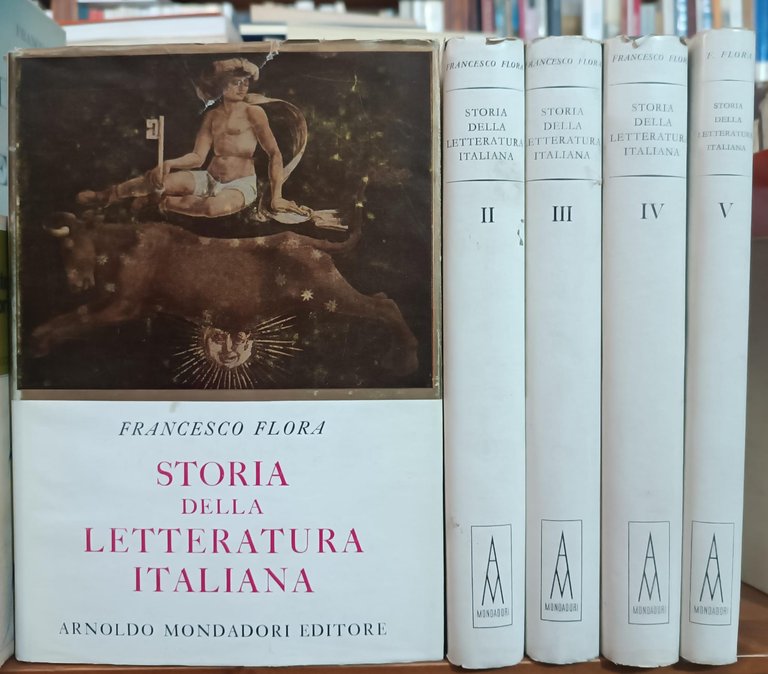 FRANCESCO FLORA
STORIA
DELLA
LETTERATURA
ITALIANA
ARNOLDO MONDADORI EDITORE
FRANCESCO FLORA
STORIA
DELLA
LETTERATURA
ITALIANA
II
AM
MONDADORI
FRANCESCO FLORA
STORIA
DELLA
LETTERATURA
ITALIANA
III
AM
MONDADORI
FRANCESCO FLORA
STORIA
DELLA
LETTERATURA
ITALIANA
IV
AM
MONDADORI
F. FLORA
STORIA
DELLA
LETTERATURA
ITALIANA
V
AM
MONDADORI